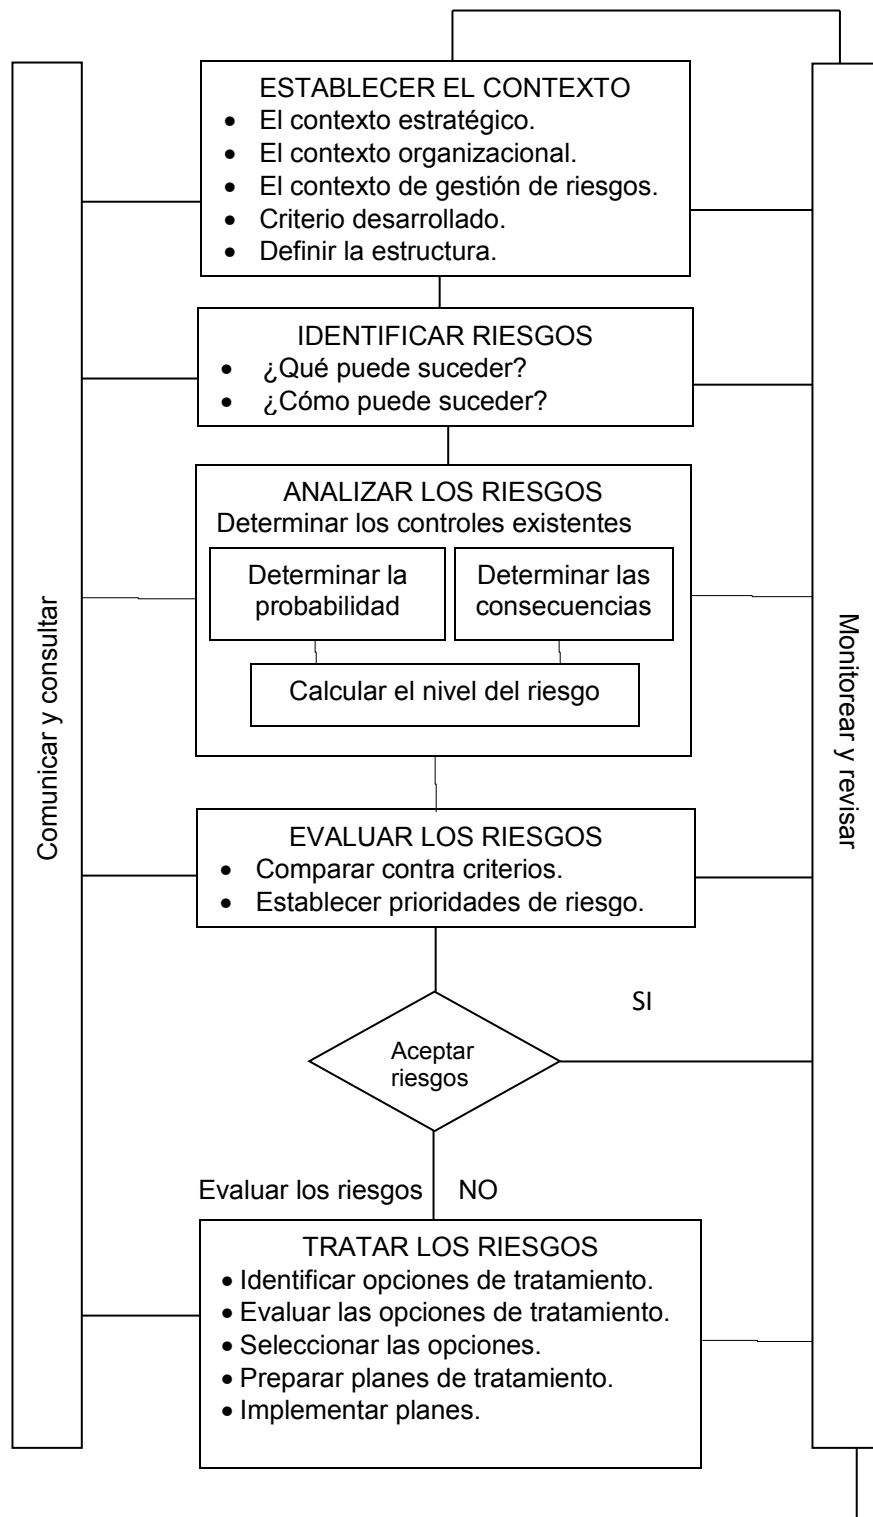 ESTABLECER EL CONTEXTO
• El contexto estratégico.
• El contexto organizacional.
• El contexto de gestión de riesgos.
• Criterio desarrollado.
• Definir la estructura.
IDENTIFICAR RIESGOS
• ¿Qué puede suceder?
• ¿Cómo puede suceder?
ANALIZAR LOS RIESGOS
Determinar los controles existentes
Determinar la
probabilidad
Determinar las
consecuencias
Calcular el nivel del riesgo
Comunicar y consultar
Monitorear y revisar
EVALUAR LOS RIESGOS
• Comparar contra criterios.
• Establecer prioridades de riesgo.
SI
Aceptar
riesgos
Evaluar los riesgos
NO
TRATAR LOS RIESGOS
• Identificar opciones de tratamiento.
• Evaluar las opciones de tratamiento.
• Seleccionar las opciones.
• Preparar planes de tratamiento.
• Implementar planes.